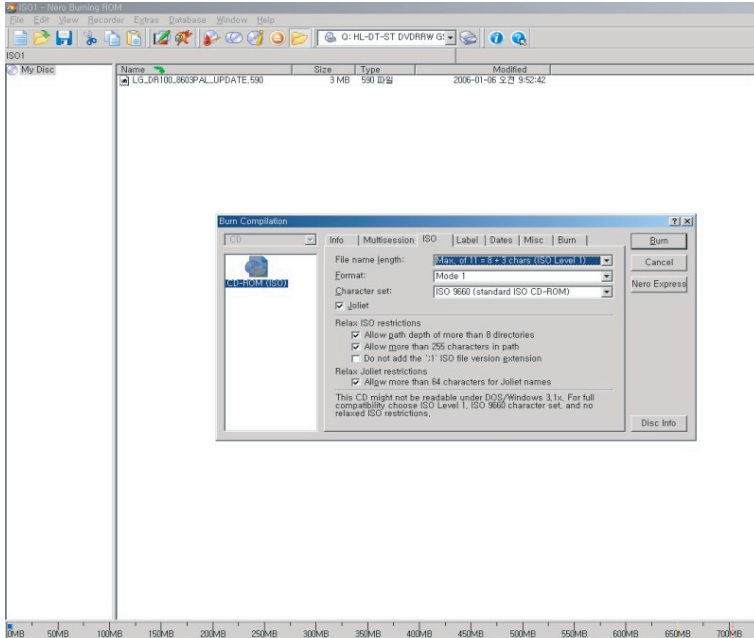 ISO1 - Nero Burning ROM
File Edit View Recorder Extras Database Window Help
Q: HL-DT-ST DVDRRW GS
ISO1
My Disc
Name Size Type Modified
LG_DR100_8603PAL_UPDATE.590 3 MB 590 파일 2006-01-06 오전 9:52:42
Burn Compilation
CD
CD-ROM (ISO)
Info Multisession ISO Label Dates Misc Burn
File name length: Max. of 11 = 8 + 3 chars (ISO Level 1)
Format: Mode 1
Character set: ISO 9660 (standard ISO CD-ROM)
Joliet
Relax ISO restrictions
Allow path depth of more than 8 directories
Allow more than 255 characters in path
Do not add the ';1' ISO file version extension
Relax Joliet restrictions
Allow more than 64 characters for Joliet names
This CD might not be readable under DOS/Windows 3.1x. For full
compatibility choose ISO Level 1, ISO 9660 character set, and no
relaxed ISO restrictions.
Burn
Cancel
Nero Express
Disc Info
0MB 50MB 100MB 150MB 200MB 250MB 300MB 350MB 400MB 450MB 500MB 550MB 600MB 650MB 700MB